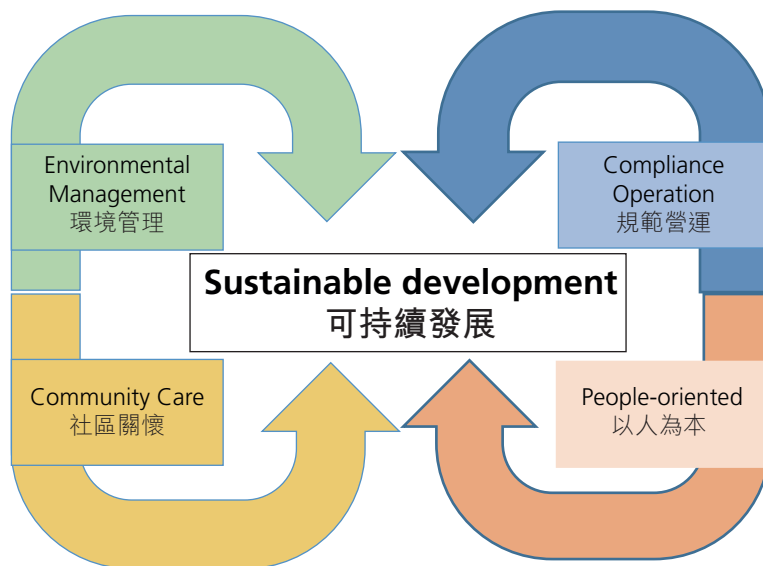 Environmental
Management
環境管理
Compliance
Operation
規範營運
Sustainable development
可持續發展
Community Care
社區關懷
People-oriented
以人為本